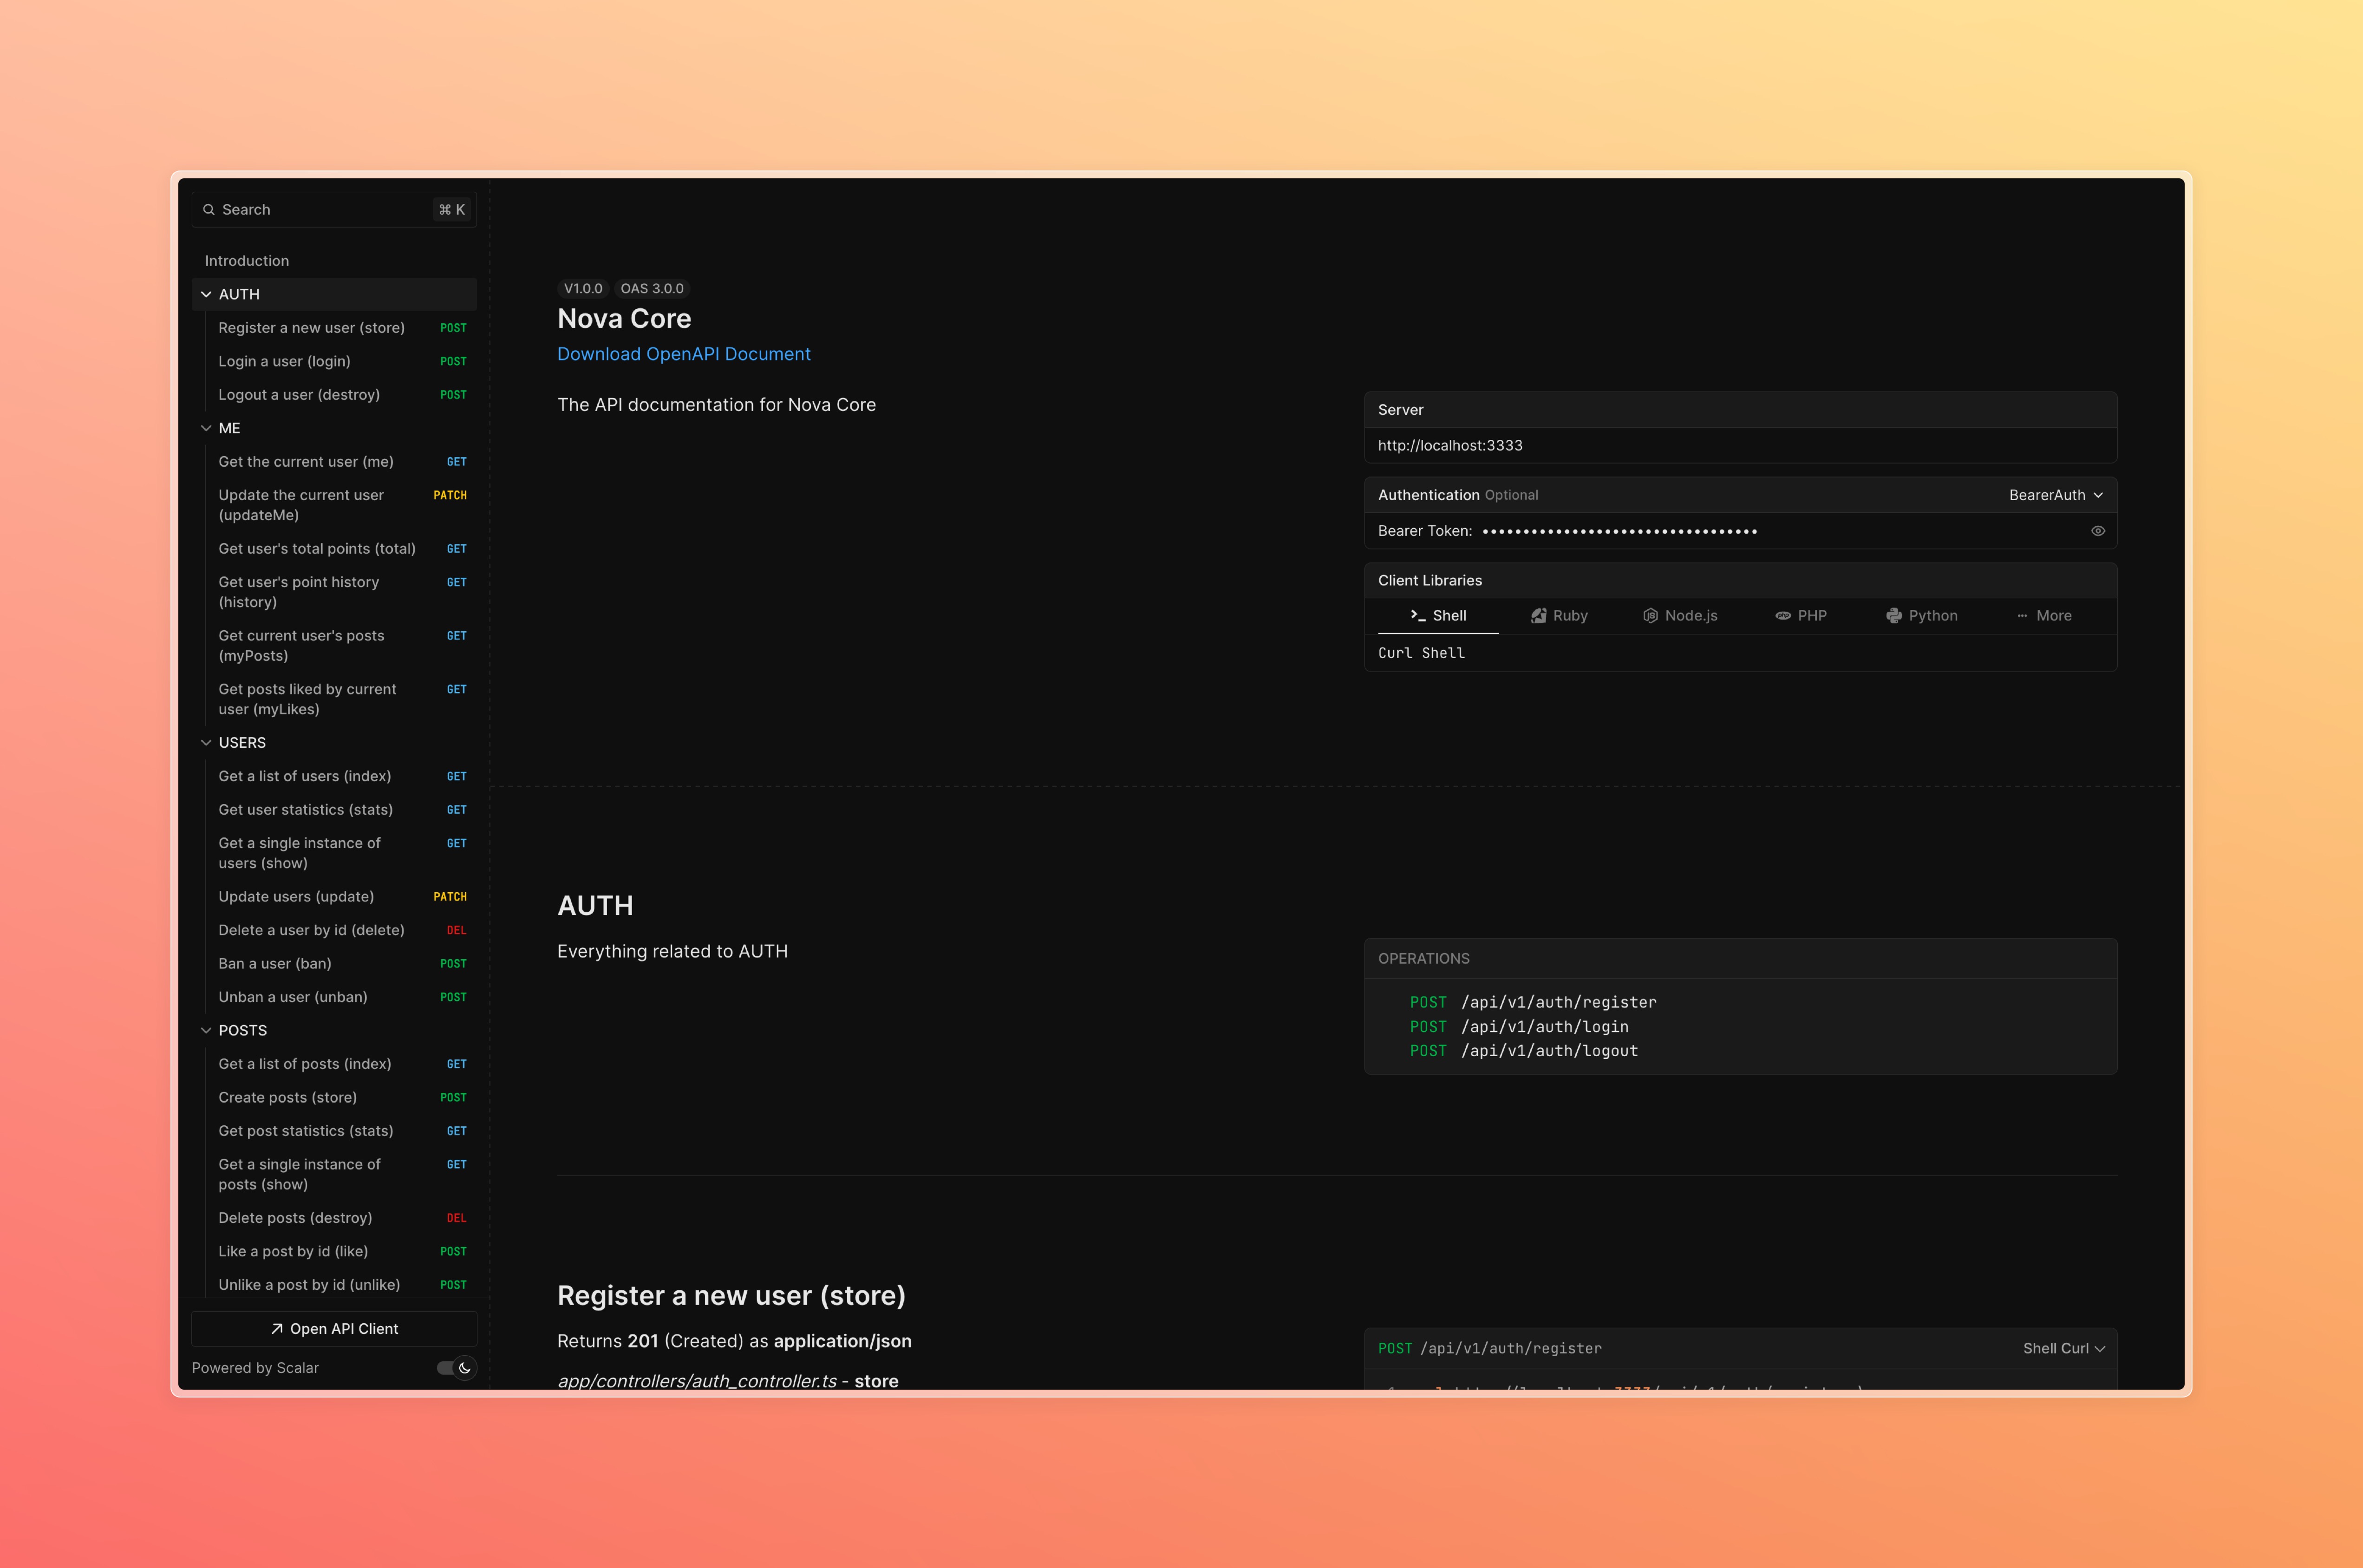 Search ⌘ K
Introduction
AUTH
Register a new user (store) POST
Login a user (login) POST
Logout a user (destroy) POST
ME
Get the current user (me) GET
Update the current user PATCH
(updateMe)
Get user's total points (total) GET
Get user's point history GET
(history)
Get current user's posts GET
(myPosts)
Get posts liked by current GET
user (myLikes)
USERS
Get a list of users (index) GET
Get user statistics (stats) GET
Get a single instance of GET
users (show)
Update users (update) PATCH
Delete a user by id (delete) DEL
Ban a user (ban) POST
Unban a user (unban) POST
POSTS
Get a list of posts (index) GET
Create posts (store) POST
Get post statistics (stats) GET
Get a single instance of GET
posts (show)
Delete posts (destroy) DEL
Like a post by id (like) POST
Unlike a post by id (unlike) POST
Open API Client
Powered by Scalar
V1.0.0 OAS 3.0.0
Nova Core
Download OpenAPI Document
The API documentation for Nova Core
Server
http://localhost:3333
Authentication Optional BearerAuth
Bearer Token: ••••••••••••••••••••••••••••••••••
Client Libraries
Shell Ruby Node.js PHP Python More
Curl Shell
AUTH
Everything related to AUTH
OPERATIONS
POST /api/v1/auth/register
POST /api/v1/auth/login
POST /api/v1/auth/logout
Register a new user (store)
Returns 201 (Created) as application/json
app/controllers/auth_controller.ts - store
POST /api/v1/auth/register Shell Curl